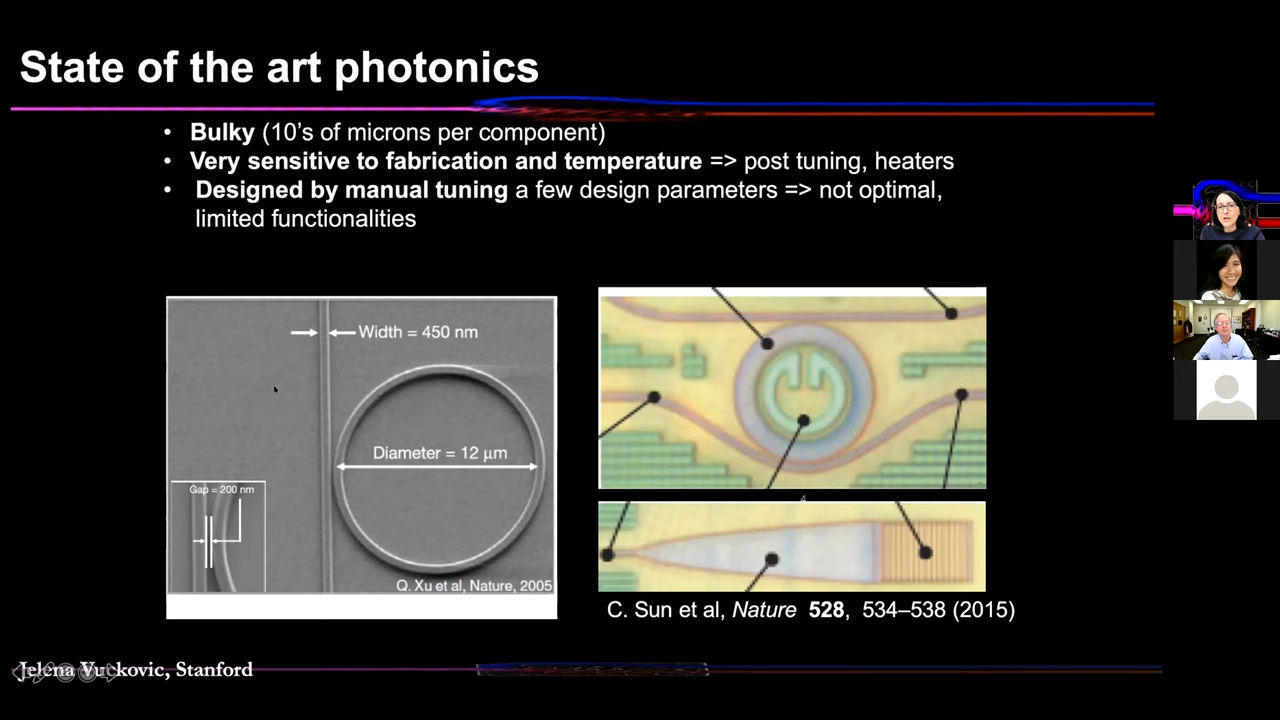 State of the art photonics
• Bulky (10's of microns per component)
• Very sensitive to fabrication and temperature => post tuning, heaters
• Designed by manual tuning a few design parameters => not optimal,
limited functionalities
Width = 450 nm
Diameter = 12 μm
Gap = 200 nm
Q. Xu et al, Nature, 2005
4
C. Sun et al, Nature 528, 534–538 (2015)
Jelena Vuckovic, Stanford